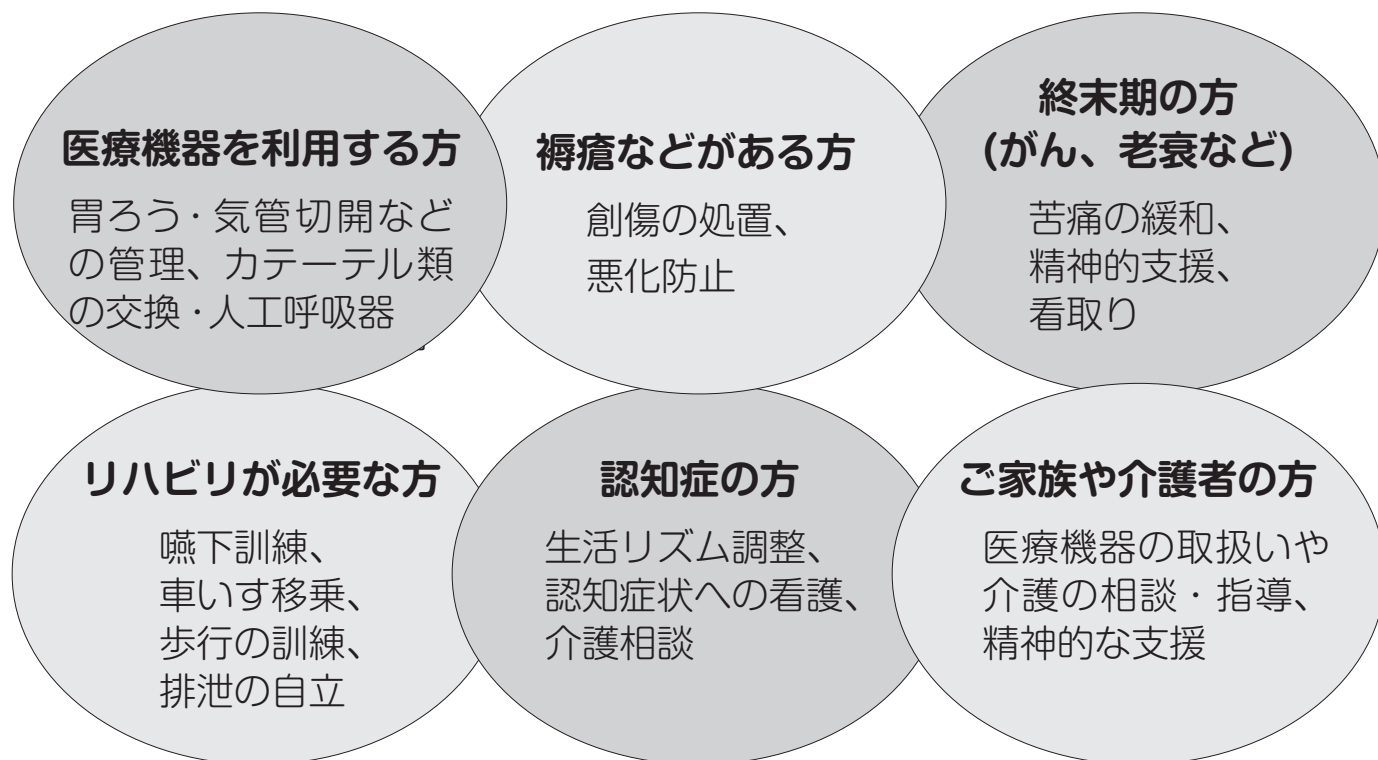 医療機器を利用する方
胃ろう・気管切開など
の管理、カテーテル類
の交換・人工呼吸器
褥瘡などがある方
創傷の処置、
悪化防止
終末期の方
(がん、老衰など)
苦痛の緩和、
精神的支援、
看取り
リハビリが必要な方
嚥下訓練、
車いす移乗、
歩行の訓練、
排泄の自立
認知症の方
生活リズム調整、
認知症状への看護、
介護相談
ご家族や介護者の方
医療機器の取扱いや
介護の相談・指導、
精神的な支援